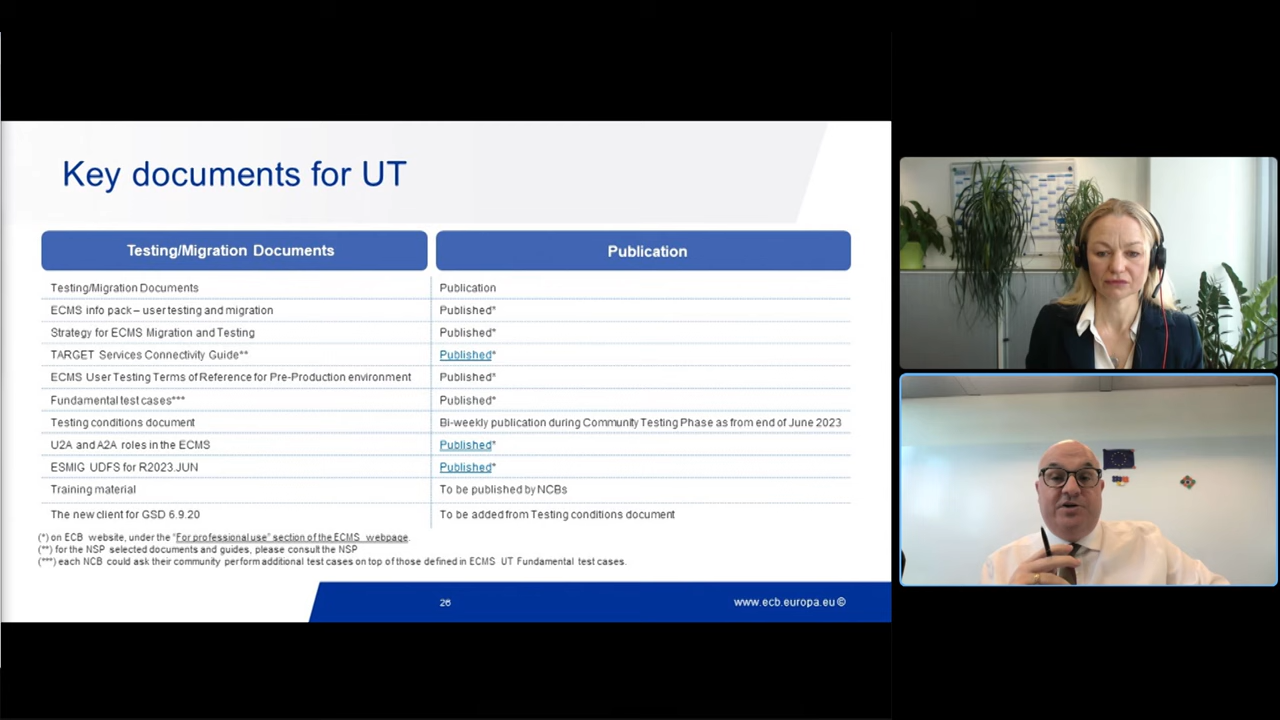 Key documents for UT
Testing/Migration Documents Publication
Testing/Migration Documents Publication
ECMS info pack – user testing and migration Published*
Strategy for ECMS Migration and Testing Published*
TARGET Services Connectivity Guide** Published*
ECMS User Testing Terms of Reference for Pre-Production environment Published*
Fundamental test cases*** Published*
Testing conditions document Bi-weekly publication during Community Testing Phase as from end of June 2023
U2A and A2A roles in the ECMS Published*
ESMIG UDFS for R2023.JUN Published*
Training material To be published by NCBs
The new client for GSD 6.9.20 To be added from Testing conditions document
(*) on ECB website, under the "For professional use" section of the ECMS webpage.
(**) for the NSP selected documents and guides, please consult the NSP
(***) each NCB could ask their community perform additional test cases on top of those defined in ECMS UT Fundamental test cases.
26 www.ecb.europa.eu ©